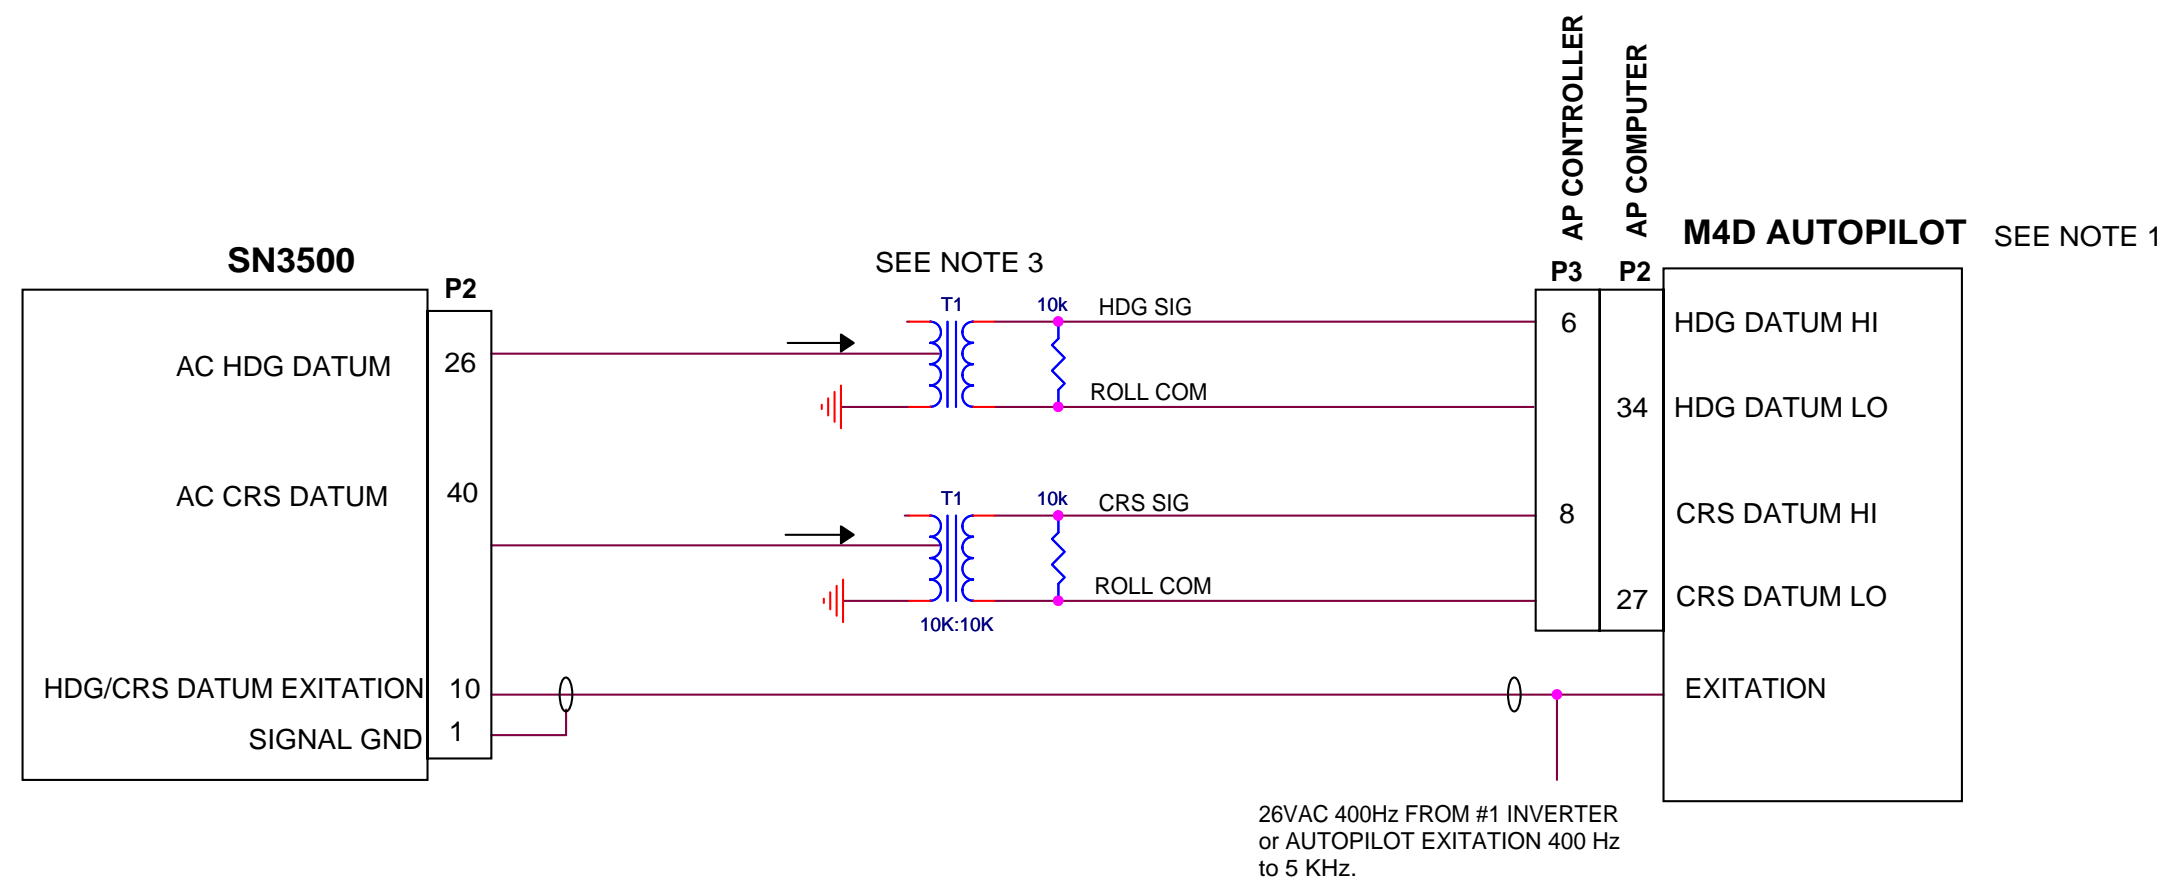 AP CONTROLLER
AP COMPUTER
SN3500
P2
SEE NOTE 3
P3
P2
M4D AUTOPILOT
SEE NOTE 1
AC HDG DATUM
26
T1
10k
HDG SIG
6
HDG DATUM HI
ROLL COM
34
HDG DATUM LO
AC CRS DATUM
40
T1
10k
CRS SIG
8
CRS DATUM HI
ROLL COM
27
CRS DATUM LO
10K:10K
HDG/CRS DATUM EXITATION
10
EXITATION
SIGNAL GND
1
26VAC 400Hz FROM #1 INVERTER
or AUTOPILOT EXITATION 400 Hz
to 5 KHz.